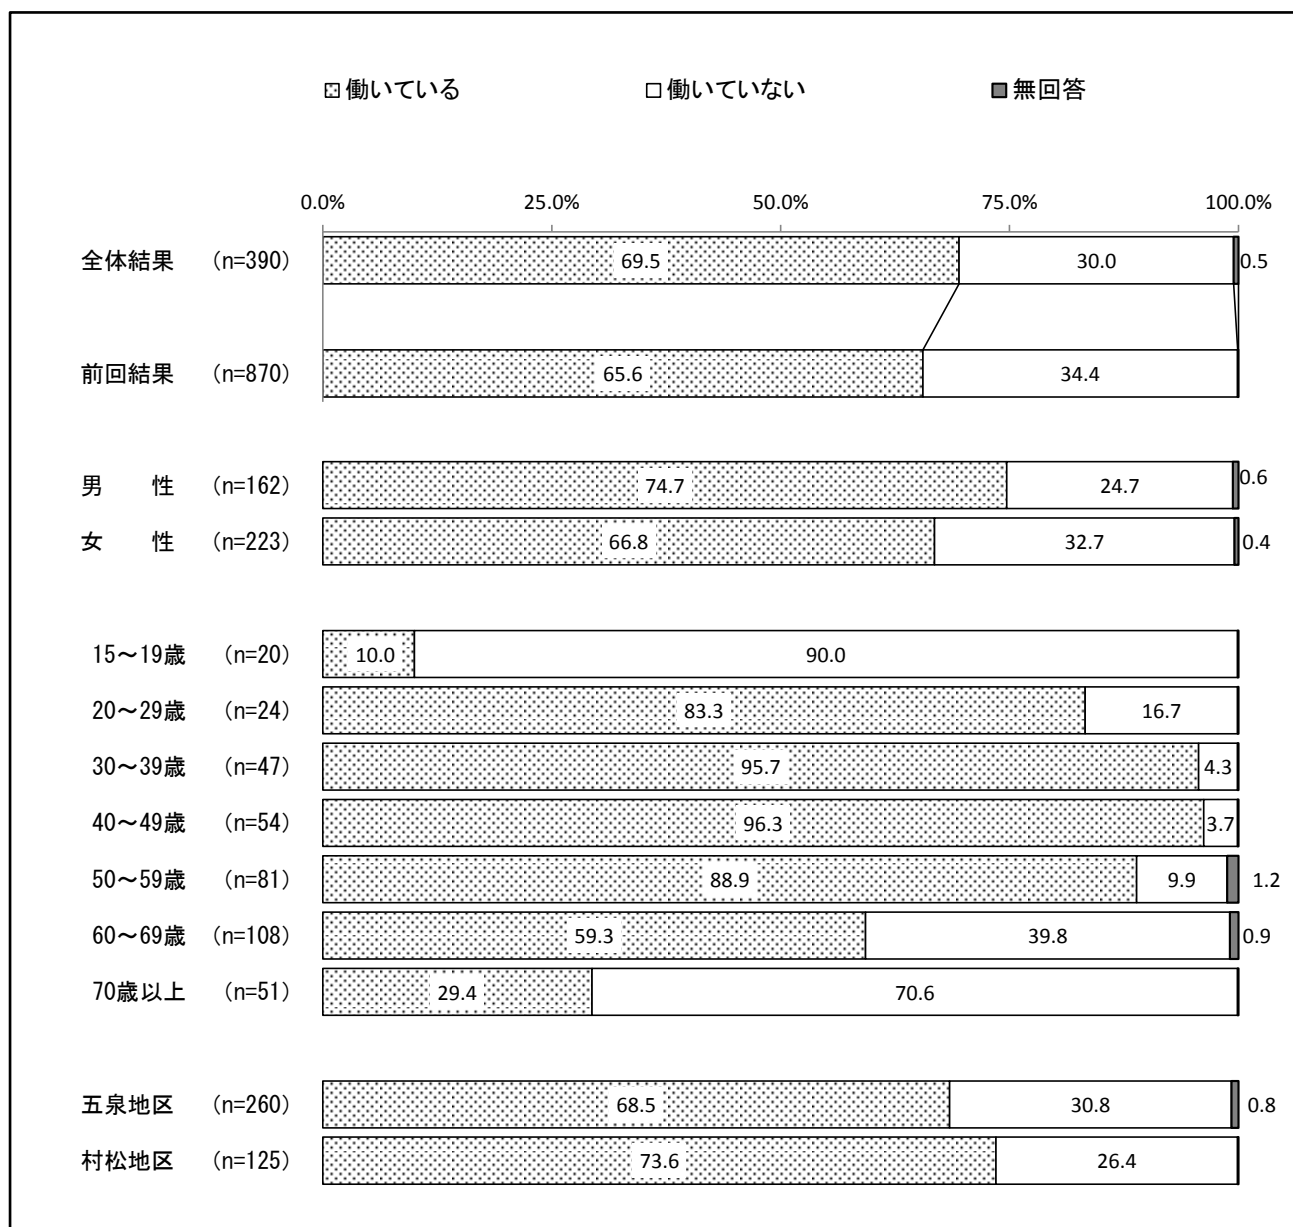 働いている 働いていない 無回答
0.0% 25.0% 50.0% 75.0% 100.0%
全体結果 (n=390) 69.5 30.0 0.5
前回結果 (n=870) 65.6 34.4
男 性 (n=162) 74.7 24.7 0.6
女 性 (n=223) 66.8 32.7 0.4
15～19歳 (n=20) 10.0 90.0
20～29歳 (n=24) 83.3 16.7
30～39歳 (n=47) 95.7 4.3
40～49歳 (n=54) 96.3 3.7
50～59歳 (n=81) 88.9 9.9 1.2
60～69歳 (n=108) 59.3 39.8 0.9
70歳以上 (n=51) 29.4 70.6
五泉地区 (n=260) 68.5 30.8 0.8
村松地区 (n=125) 73.6 26.4